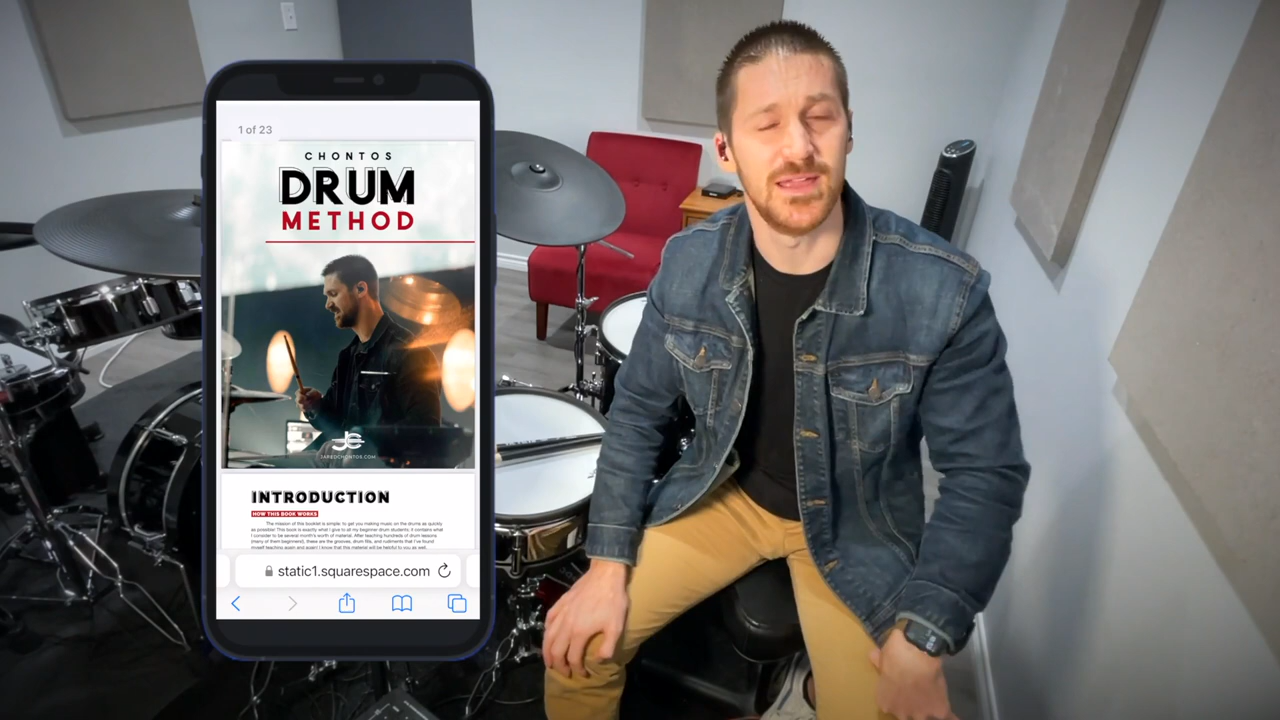 1 of 23
CHONTOS
DRUM
METHOD
JC
JAREDCHONTOS.COM
INTRODUCTION
HOW THIS BOOK WORKS
The mission of this booklet is simple: to get you making music on the drums as quickly
as possible! This book is exactly what I give to all my beginner drum students. It contains what
I consider to be several month's worth of material. After teaching hundreds of drum lessons
(many of them beginners), these are the grooves, drum fills, and rudiments that I've found
myself teaching again and again! I know that this material will be helpful to you as well.
static1.squarespace.com